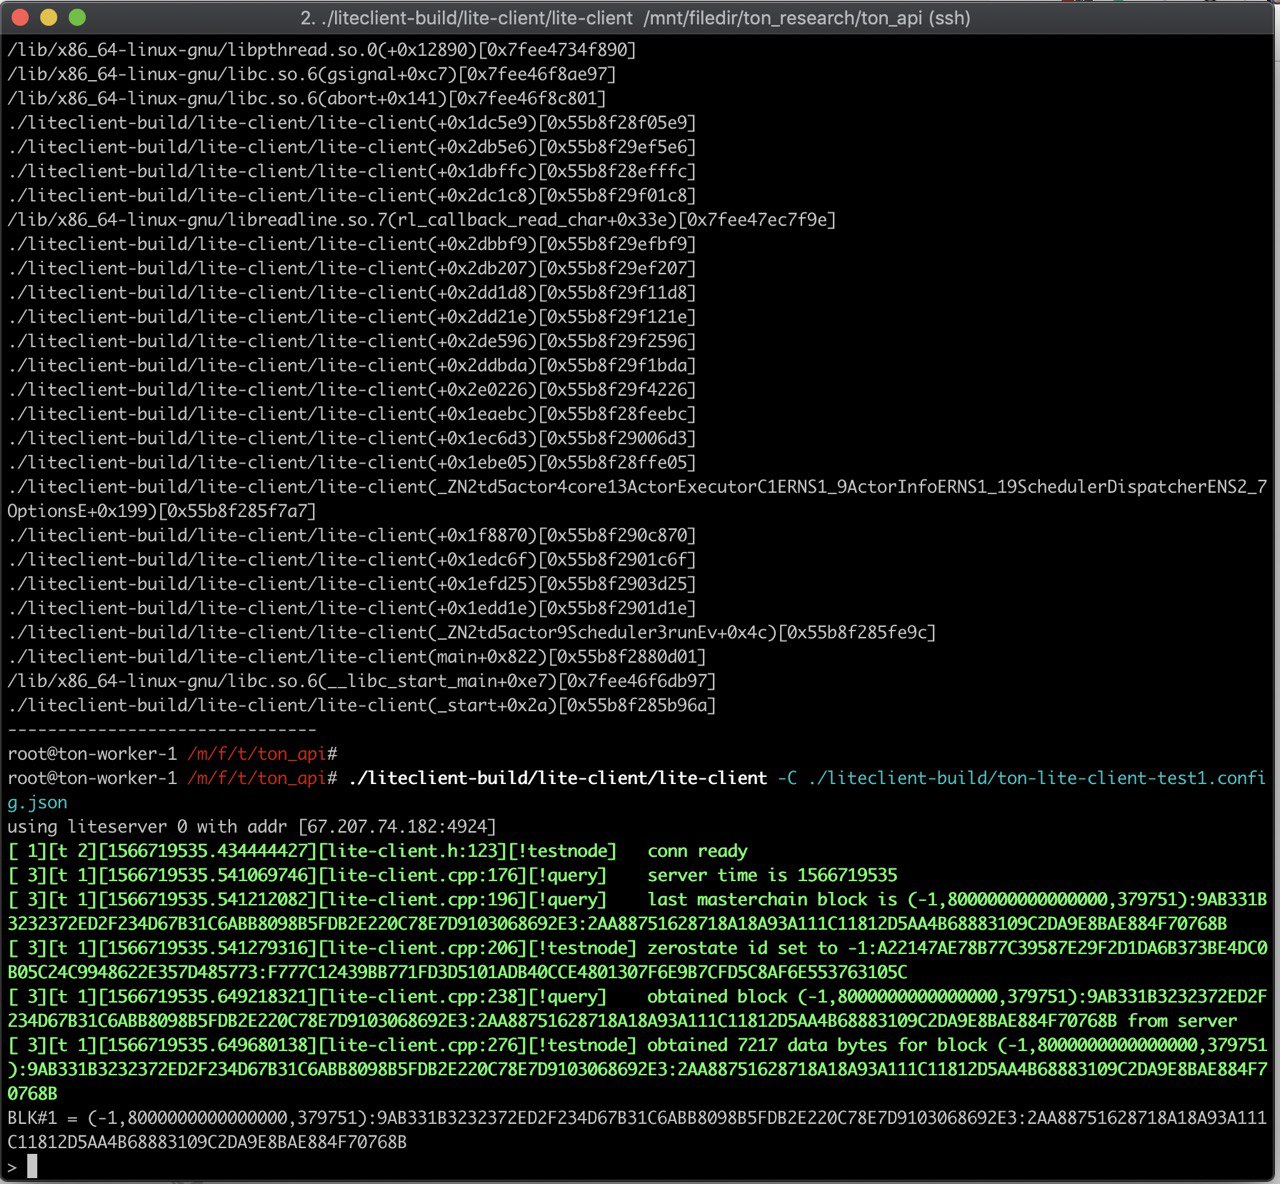 2. ./liteclient-build/lite-client/lite-client /mnt/filedir/ton_research/ton_api (ssh)
/lib/x86_64-linux-gnu/libpthread.so.0(+0x12890)[0x7fee4734f890]
/lib/x86_64-linux-gnu/libc.so.6(gsignal+0xc7)[0x7fee46f8ae97]
/lib/x86_64-linux-gnu/libc.so.6(abort+0x141)[0x7fee46f8c801]
./liteclient-build/lite-client/lite-client(+0x1dc5e9)[0x55b8f28f05e9]
./liteclient-build/lite-client/lite-client(+0x2db5e6)[0x55b8f29ef5e6]
./liteclient-build/lite-client/lite-client(+0x1dbffc)[0x55b8f28efffc]
./liteclient-build/lite-client/lite-client(+0x2dc1c8)[0x55b8f29f01c8]
/lib/x86_64-linux-gnu/libreadline.so.7(rl_callback_read_char+0x33e)[0x7fee47ec7f9e]
./liteclient-build/lite-client/lite-client(+0x2dbbf9)[0x55b8f29efbf9]
./liteclient-build/lite-client/lite-client(+0x2db207)[0x55b8f29ef207]
./liteclient-build/lite-client/lite-client(+0x2dd1d8)[0x55b8f29f11d8]
./liteclient-build/lite-client/lite-client(+0x2dd21e)[0x55b8f29f121e]
./liteclient-build/lite-client/lite-client(+0x2de596)[0x55b8f29f2596]
./liteclient-build/lite-client/lite-client(+0x2ddbda)[0x55b8f29f1bda]
./liteclient-build/lite-client/lite-client(+0x2e0226)[0x55b8f29f4226]
./liteclient-build/lite-client/lite-client(+0x1eaebc)[0x55b8f28feebc]
./liteclient-build/lite-client/lite-client(+0x1ec6d3)[0x55b8f29006d3]
./liteclient-build/lite-client/lite-client(+0x1ebe05)[0x55b8f28ffe05]
./liteclient-build/lite-client/lite-client(_ZN2td5actor4core13ActorExecutorC1ERNS1_9ActorInfoERNS1_19SchedulerDispatcherENS2_7
OptionsE+0x199)[0x55b8f285f7a7]
./liteclient-build/lite-client/lite-client(+0x1f8870)[0x55b8f290c870]
./liteclient-build/lite-client/lite-client(+0x1edc6f)[0x55b8f2901c6f]
./liteclient-build/lite-client/lite-client(+0x1efd25)[0x55b8f2903d25]
./liteclient-build/lite-client/lite-client(+0x1edd1e)[0x55b8f2901d1e]
./liteclient-build/lite-client/lite-client(_ZN2td5actor9Scheduler3runEv+0x4c)[0x55b8f285fe9c]
./liteclient-build/lite-client/lite-client(main+0x822)[0x55b8f2880d01]
/lib/x86_64-linux-gnu/libc.so.6(__libc_start_main+0xe7)[0x7fee46f6db97]
./liteclient-build/lite-client/lite-client(_start+0x2a)[0x55b8f285b96a]
-------------------------------
root@ton-worker-1 /m/f/t/ton_api#
root@ton-worker-1 /m/f/t/ton_api# ./liteclient-build/lite-client/lite-client -C ./liteclient-build/ton-lite-client-test1.confi
g.json
using liteserver 0 with addr [67.207.74.182:4924]
[ 1][t 2][1566719535.434444427][lite-client.h:123][!testnode] conn ready
[ 3][t 1][1566719535.541069746][lite-client.cpp:176][!query] server time is 1566719535
[ 3][t 1][1566719535.541212082][lite-client.cpp:196][!query] last masterchain block is (-1,8000000000000000,379751):9AB331B
3232372ED2F234D67B31C6ABB8098B5FDB2E220C78E7D9103068692E3:2AA88751628718A18A93A111C11812D5AA4B68883109C2DA9E8BAE884F70768B
[ 3][t 1][1566719535.541279316][lite-client.cpp:206][!testnode] zerostate id set to -1:A22147AE78B77C39587E29F2D1DA6B373BE4DC0
B05C24C9948622E357D485773:F777C12439BB771FD3D5101ADB40CCE4801307F6E9B7CFD5C8AF6E553763105C
[ 3][t 1][1566719535.649218321][lite-client.cpp:238][!query] obtained block (-1,8000000000000000,379751):9AB331B3232372ED2F
234D67B31C6ABB8098B5FDB2E220C78E7D9103068692E3:2AA88751628718A18A93A111C11812D5AA4B68883109C2DA9E8BAE884F70768B from server
[ 3][t 1][1566719535.649680138][lite-client.cpp:276][!testnode] obtained 7217 data bytes for block (-1,8000000000000000,379751
):9AB331B3232372ED2F234D67B31C6ABB8098B5FDB2E220C78E7D9103068692E3:2AA88751628718A18A93A111C11812D5AA4B68883109C2DA9E8BAE884F7
0768B
BLK#1 = (-1,8000000000000000,379751):9AB331B3232372ED2F234D67B31C6ABB8098B5FDB2E220C78E7D9103068692E3:2AA88751628718A18A93A111
C11812D5AA4B68883109C2DA9E8BAE884F70768B
>